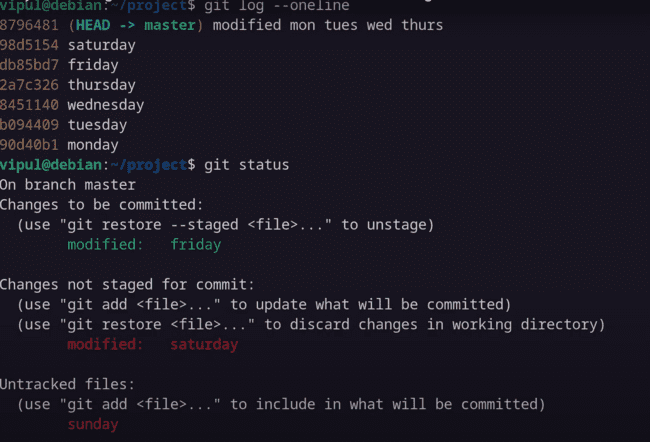 vipul@debian:~/project$ git log --oneline
8796481 (HEAD -> master) modified mon tues wed thurs
98d5154 saturday
db85bd7 friday
2a7c326 thursday
8451140 wednesday
b094409 tuesday
90d40b1 monday
vipul@debian:~/project$ git status
On branch master
Changes to be committed:
  (use "git restore --staged <file>..." to unstage)
        modified:   friday

Changes not staged for commit:
  (use "git add <file>..." to update what will be committed)
  (use "git restore <file>..." to discard changes in working directory)
        modified:   saturday

Untracked files:
  (use "git add <file>..." to include in what will be committed)
        sunday